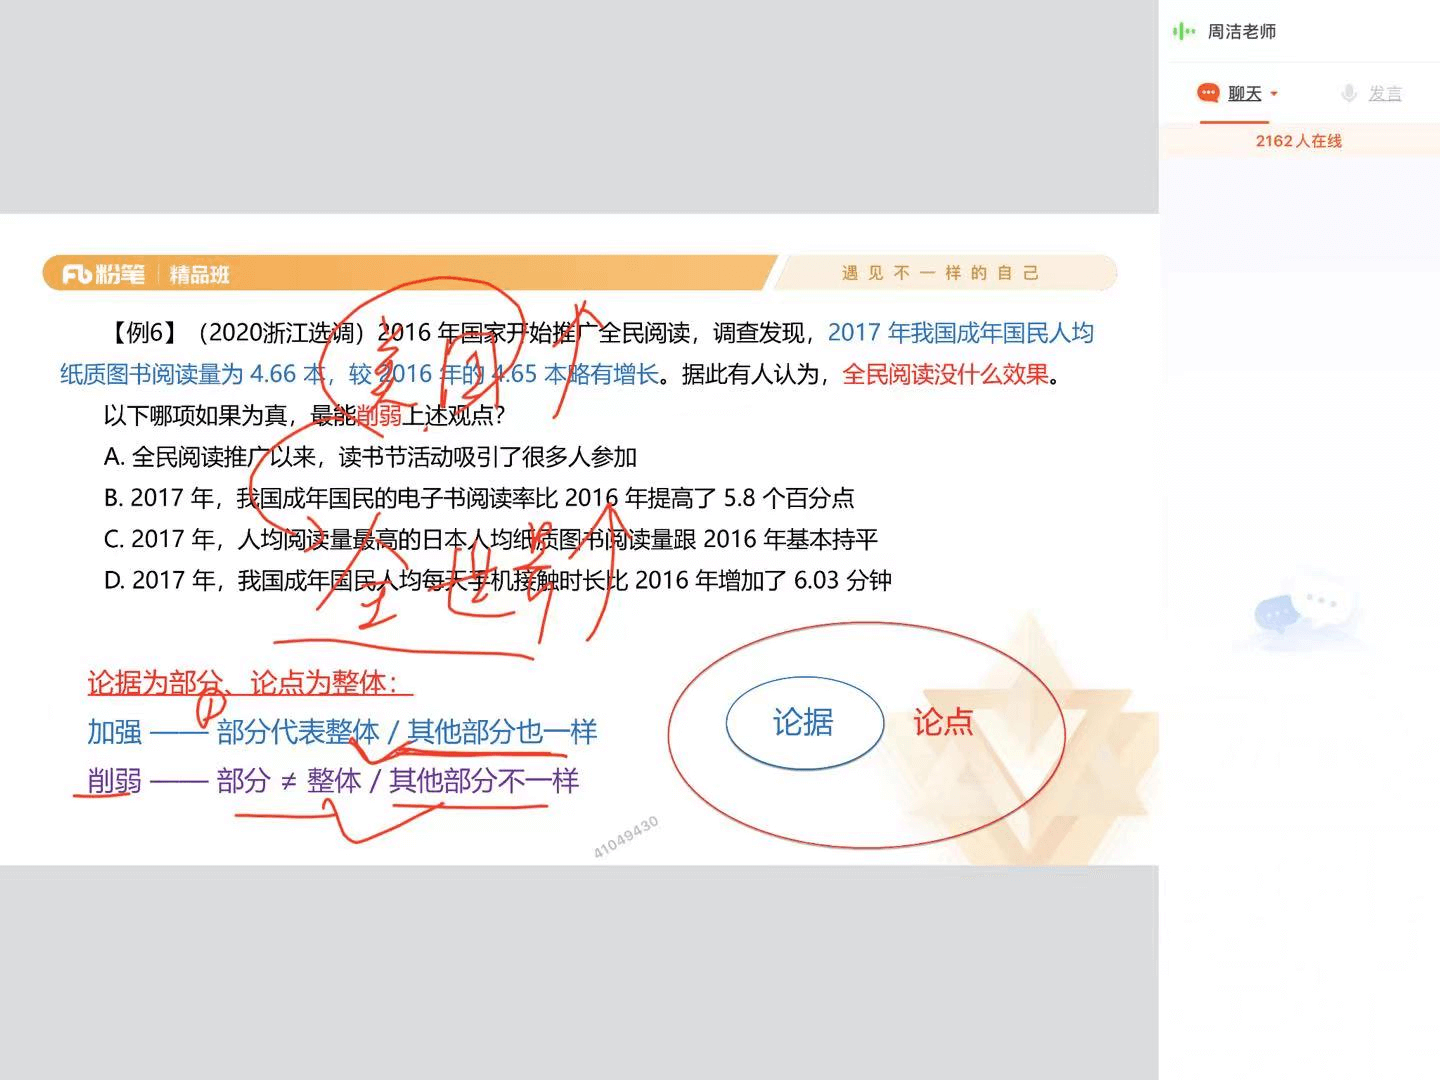 周洁老师
聊天
发言
2162人在线
粉笔 精品班
遇见不一样的自己
【例6】(2020浙江选调)2016 年国家开始推广全民阅读，调查发现，2017 年我国成年国民人均
纸质图书阅读量为 4.66 本，较 2016 年的 4.65 本略有增长。据此有人认为，全民阅读没什么效果。
以下哪项如果为真，最能削弱上述观点？
A. 全民阅读推广以来，读书节活动吸引了很多人参加
B. 2017 年，我国成年国民的电子书阅读率比 2016 年提高了 5.8 个百分点
C. 2017 年，人均阅读量最高的日本人均纸质图书阅读量跟 2016 年基本持平
D. 2017 年，我国成年国民人均每天手机接触时长比 2016 年增加了 6.03 分钟
美国
全世界
论据为部分、论点为整体：
①
加强 —— 部分代表整体 / 其他部分也一样
削弱 —— 部分 ≠ 整体 / 其他部分不一样
论据
论点
41049430